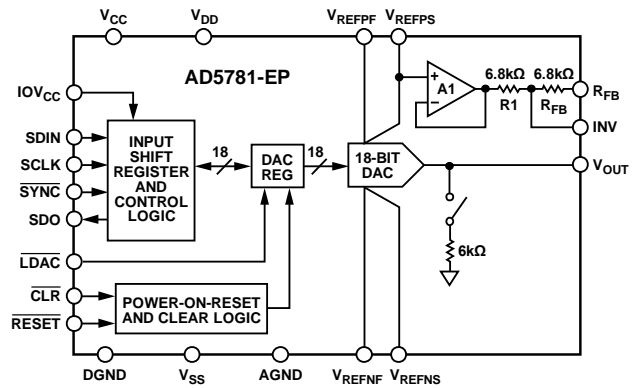 VCC
VDD
VREFPF
VREFPS
AD5781-EP
IOVCC
SDIN
SCLK
SYNC
SDO
LDAC
CLR
RESET
INPUT
SHIFT
REGISTER
AND
CONTROL
LOGIC
18
DAC
REG
18
18-BIT
DAC
A1
+
–
6.8kΩ
R1
6.8kΩ
RFB
RFB
INV
VOUT
6kΩ
POWER-ON-RESET
AND CLEAR LOGIC
DGND
VSS
AGND
VREFNF
VREFNS